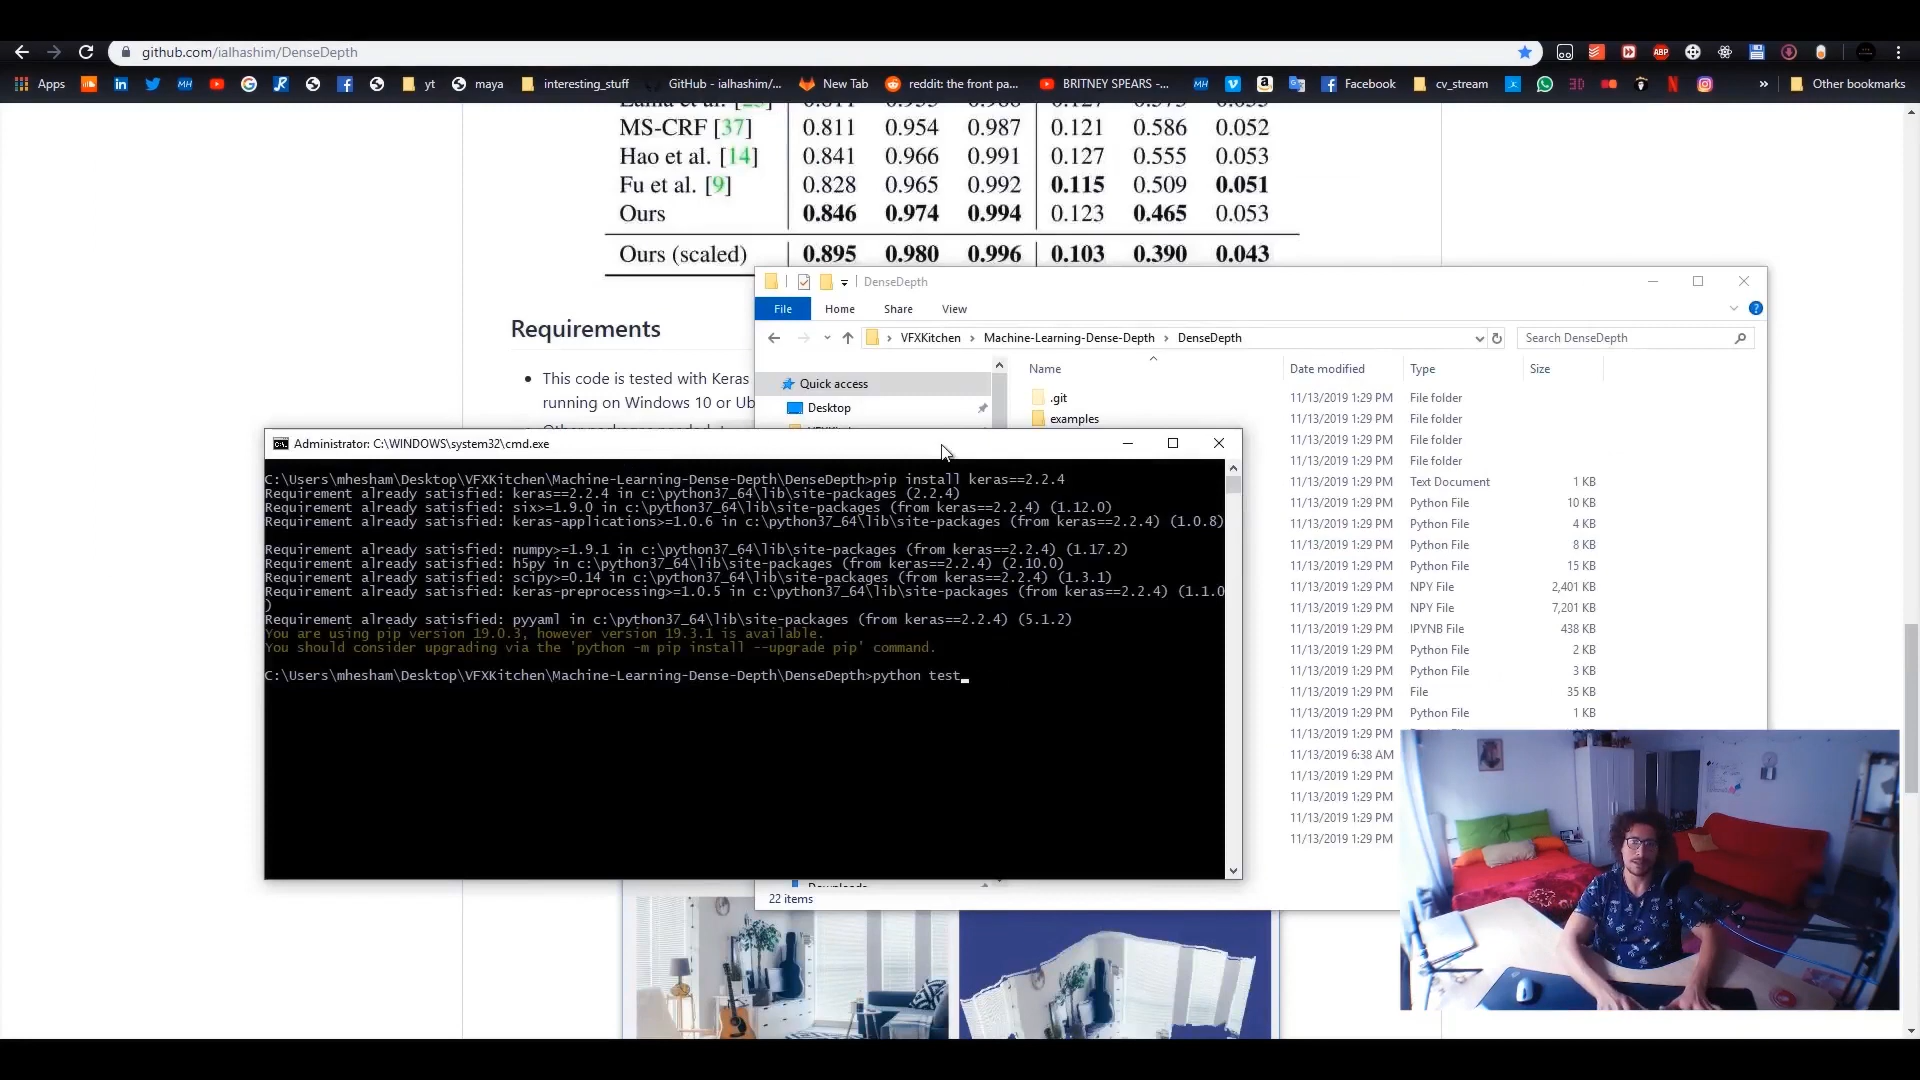 github.com/ialhashim/DenseDepth
Apps
yt
maya
interesting_stuff
GitHub - ialhashim/...
New Tab
reddit: the front pa...
BRITNEY SPEARS -...
Facebook
cv_stream
»
Other bookmarks
MS-CRF [37] 0.811 0.954 0.987 0.121 0.586 0.052
Hao et al. [14] 0.841 0.966 0.991 0.127 0.555 0.053
Fu et al. [9] 0.828 0.965 0.992 0.115 0.509 0.051
Ours 0.846 0.974 0.994 0.123 0.465 0.053
Ours (scaled) 0.895 0.980 0.996 0.103 0.390 0.043
Requirements
This code is tested with Keras
running on Windows 10 or Ub
DenseDepth
File Home Share View
VFXKitchen > Machine-Learning-Dense-Depth > DenseDepth
Search DenseDepth
Quick access
Desktop
Name Date modified Type Size
.git 11/13/2019 1:29 PM File folder
examples 11/13/2019 1:29 PM File folder
11/13/2019 1:29 PM File folder
11/13/2019 1:29 PM File folder
11/13/2019 1:29 PM Text Document 1 KB
11/13/2019 1:29 PM Python File 10 KB
11/13/2019 1:29 PM Python File 4 KB
11/13/2019 1:29 PM Python File 8 KB
11/13/2019 1:29 PM Python File 15 KB
11/13/2019 1:29 PM NPY File 2,401 KB
11/13/2019 1:29 PM NPY File 7,201 KB
11/13/2019 1:29 PM IPYNB File 438 KB
11/13/2019 1:29 PM Python File 2 KB
11/13/2019 1:29 PM Python File 3 KB
11/13/2019 1:29 PM File 35 KB
11/13/2019 1:29 PM Python File 1 KB
11/13/2019 1:29 PM
11/13/2019 6:38 AM
11/13/2019 1:29 PM
11/13/2019 1:29 PM
11/13/2019 1:29 PM
11/13/2019 1:29 PM
22 items
Administrator: C:\WINDOWS\system32\cmd.exe
C:\Users\mhesham\Desktop\VFXKitchen\Machine-Learning-Dense-Depth\DenseDepth>pip install keras==2.2.4
Requirement already satisfied: keras==2.2.4 in c:\python37_64\lib\site-packages (2.2.4)
Requirement already satisfied: six>=1.9.0 in c:\python37_64\lib\site-packages (from keras==2.2.4) (1.12.0)
Requirement already satisfied: keras-applications>=1.0.6 in c:\python37_64\lib\site-packages (from keras==2.2.4) (1.0.8)
Requirement already satisfied: numpy>=1.9.1 in c:\python37_64\lib\site-packages (from keras==2.2.4) (1.17.2)
Requirement already satisfied: h5py in c:\python37_64\lib\site-packages (from keras==2.2.4) (2.10.0)
Requirement already satisfied: scipy>=0.14 in c:\python37_64\lib\site-packages (from keras==2.2.4) (1.3.1)
Requirement already satisfied: keras-preprocessing>=1.0.5 in c:\python37_64\lib\site-packages (from keras==2.2.4) (1.1.0
)
Requirement already satisfied: pyyaml in c:\python37_64\lib\site-packages (from keras==2.2.4) (5.1.2)
You are using pip version 19.0.3, however version 19.3.1 is available.
You should consider upgrading via the 'python -m pip install --upgrade pip' command.
C:\Users\mhesham\Desktop\VFXKitchen\Machine-Learning-Dense-Depth\DenseDepth>python test_